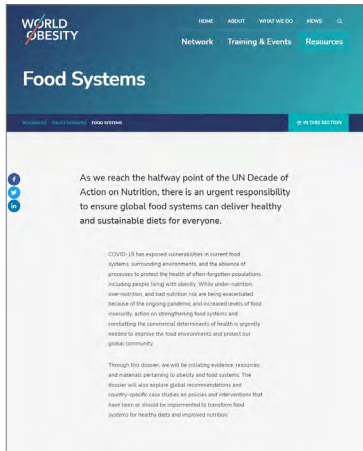 WORLD
OBESITY
HOME ABOUT WHAT WE DO NEWS
Network Training & Events Resources
Food Systems
RESOURCES POLICY DOSSIERS FOOD SYSTEMS
IN THIS SECTION
As we reach the halfway point of the UN Decade of
Action on Nutrition, there is an urgent responsibility
to ensure global food systems can deliver healthy
and sustainable diets for everyone.
COVID-19 has exposed vulnerabilities in current food
systems, surrounding environments, and the absence of
processes to protect the health of often-forgotten populations,
including people living with obesity. While under-nutrition,
over-nutrition, and bad nutrition risk are being exacerbated
because of the ongoing pandemic and increased levels of food
insecurity, action on strengthening food systems and
combatting the commercial determinants of health is urgently
needed to improve the food environments and protect our
global community.
Through this dossier, we will be collating evidence, resources,
and materials pertaining to obesity and food systems. The
dossier will also explore global recommendations and
country-specific case studies on policies and interventions that
have been or should be implemented to transform food
systems for healthy diets and improved nutrition.